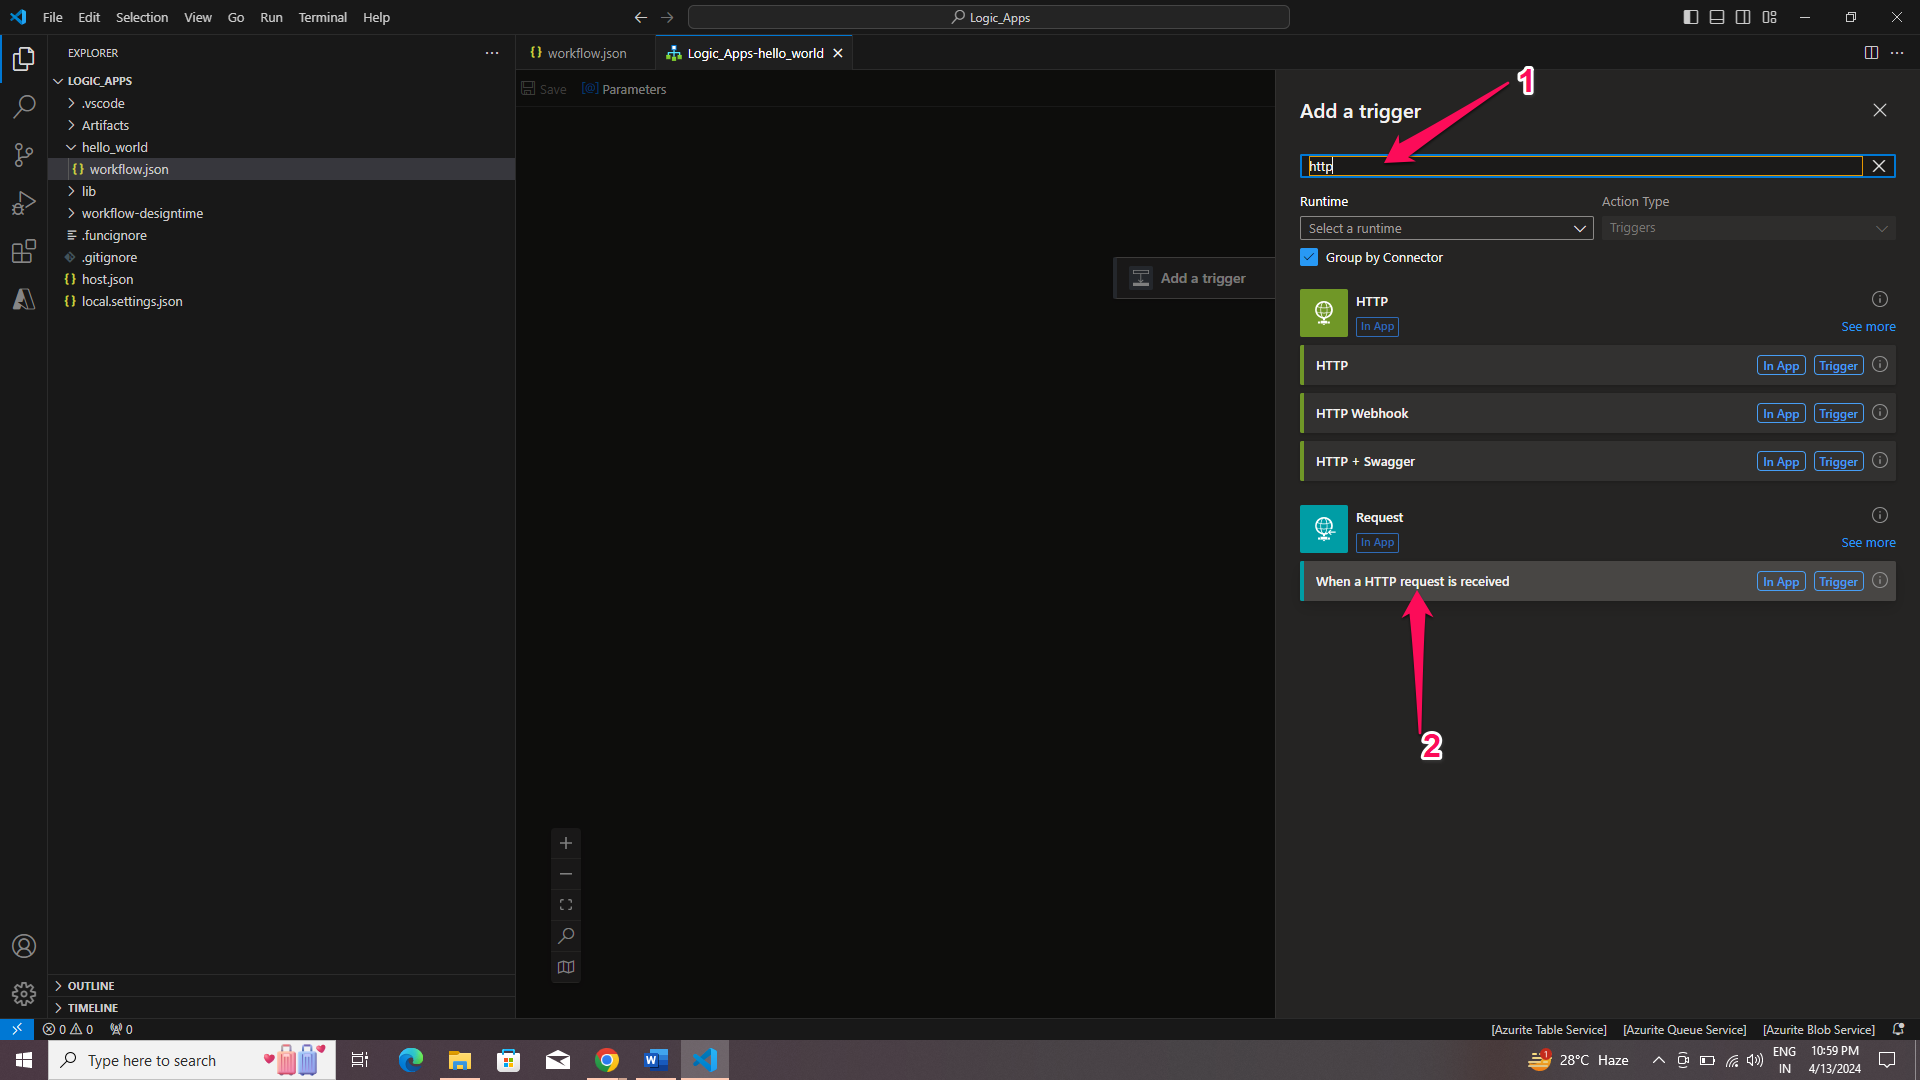 File Edit Selection View Go Run Terminal Help
Logic_Apps
EXPLORER
LOGIC_APPS
.vscode
Artifacts
hello_world
{} workflow.json
lib
workflow-designtime
.funcignore
.gitignore
{} host.json
{} local.settings.json
OUTLINE
TIMELINE
{} workflow.json
Logic_Apps-hello_world
Save
[@] Parameters
Add a trigger
1
Add a trigger
http
Runtime
Action Type
Select a runtime
Triggers
Group by Connector
HTTP
In App
See more
HTTP In App Trigger
HTTP Webhook In App Trigger
HTTP + Swagger In App Trigger
Request
In App
See more
When a HTTP request is received In App Trigger
2
0 0 0
[Azurite Table Service] [Azurite Queue Service] [Azurite Blob Service]
Type here to search
1
28°C Haze
ENG
IN
10:59 PM
4/13/2024